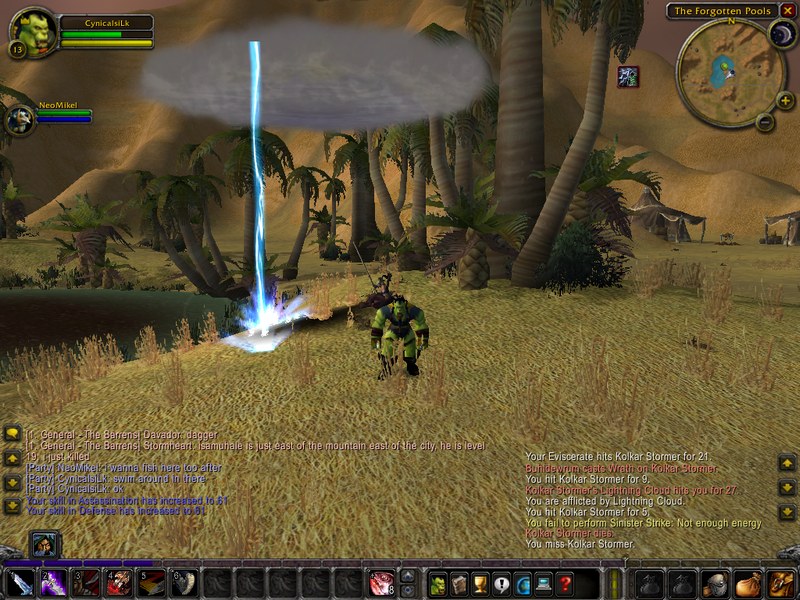 CynicalsiLk
13
NeoMikel
The Forgotten Pools
N
[1. General - The Barrens] Davador: dagger
[1. General - The Barrens] Stormheart: Isamuhale is just east of the mountain east of the city, he is level
19, i just killed
[Party] NeoMikel: i wanna fish here too after
[Party] CynicalsiLk: swim around in there
[Party] CynicalsiLk: ok
Your skill in Assassination has increased to 61
Your skill in Defense has increased to 61
Your Eviscerate hits Kolkar Stormer for 21.
Buhldewrum casts Wrath on Kolkar Stormer.
You hit Kolkar Stormer for 9.
Kolkar Stormer's Lightning Cloud hits you for 27
You are afflicted by Lightning Cloud.
You hit Kolkar Stormer for 5.
You fail to perform Sinister Strike: Not enough energy
Kolkar Stormer dies.
You miss Kolkar Stormer.
2 3 4 5 6 8